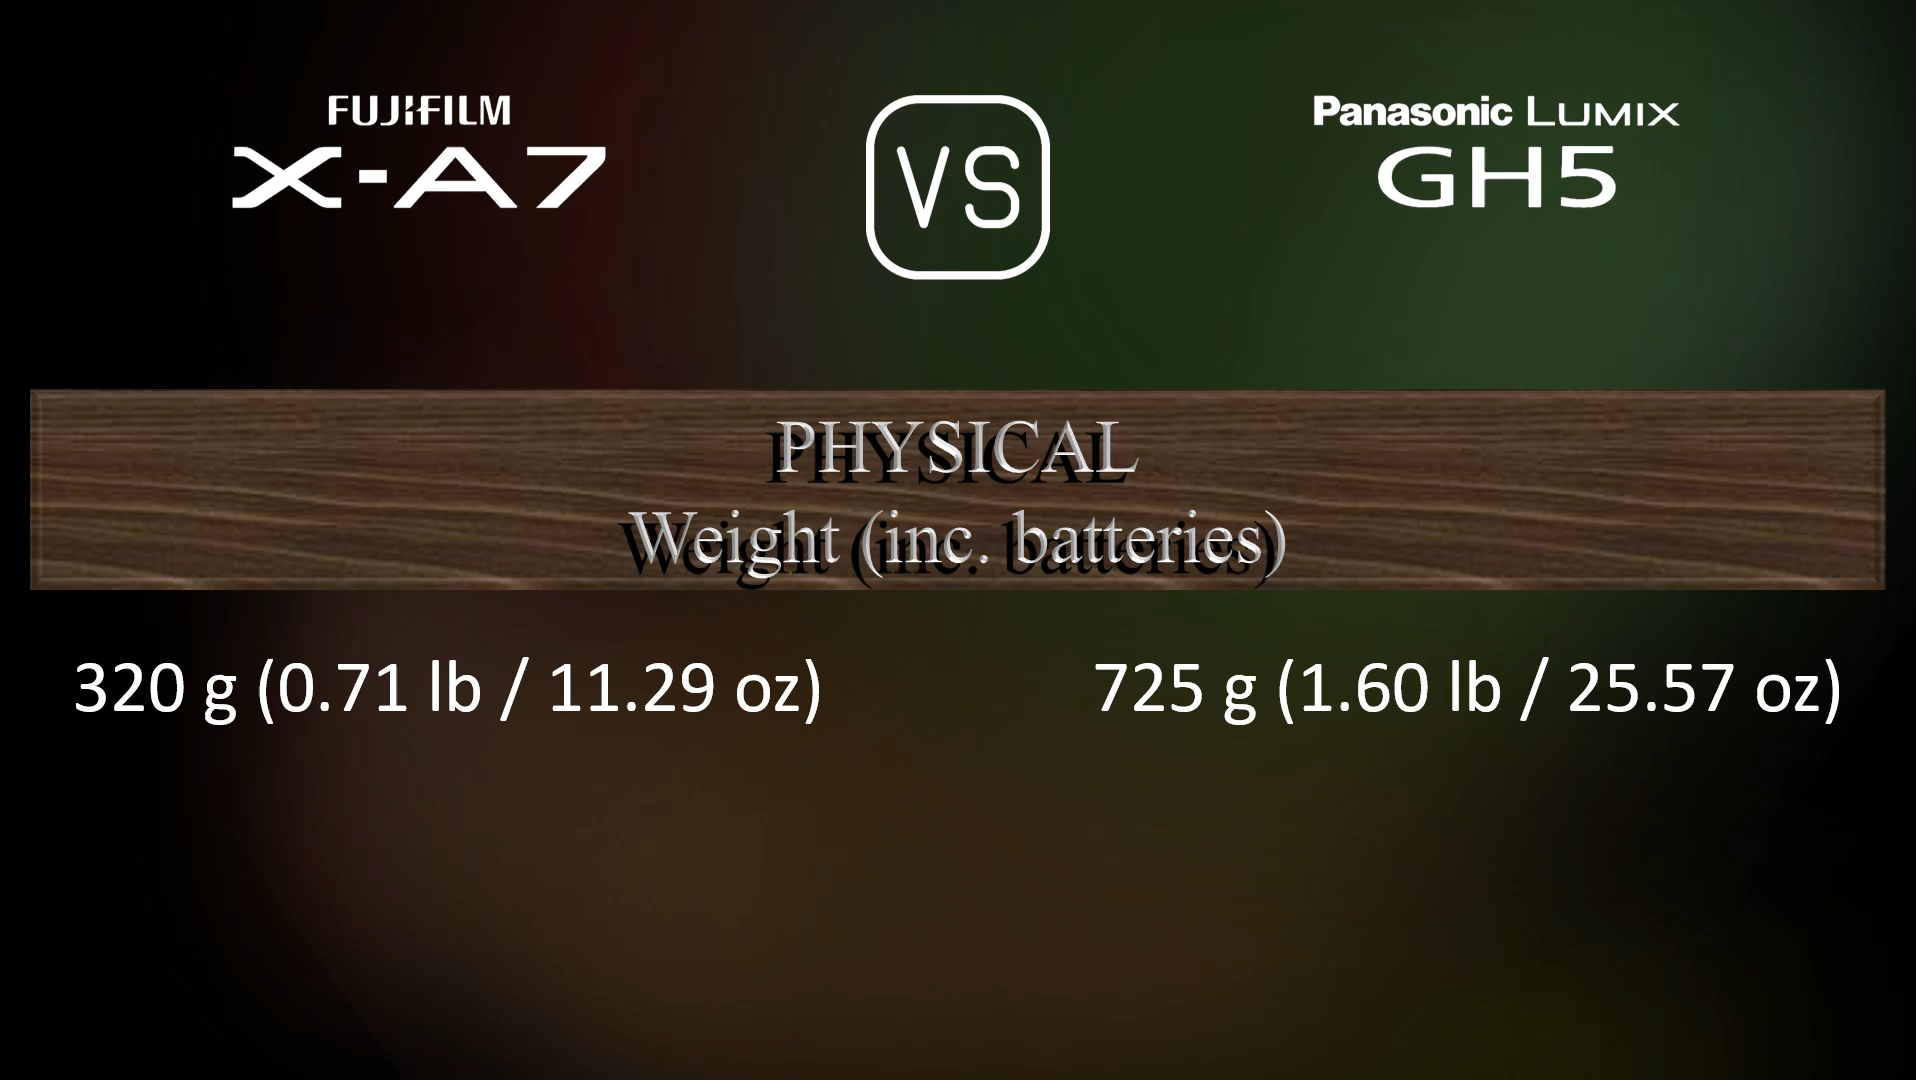 FUJIFILM
X-A7
VS
Panasonic LUMIX
GH5
PHYSICAL
Weight (inc. batteries)
320 g (0.71 lb / 11.29 oz)
725 g (1.60 lb / 25.57 oz)